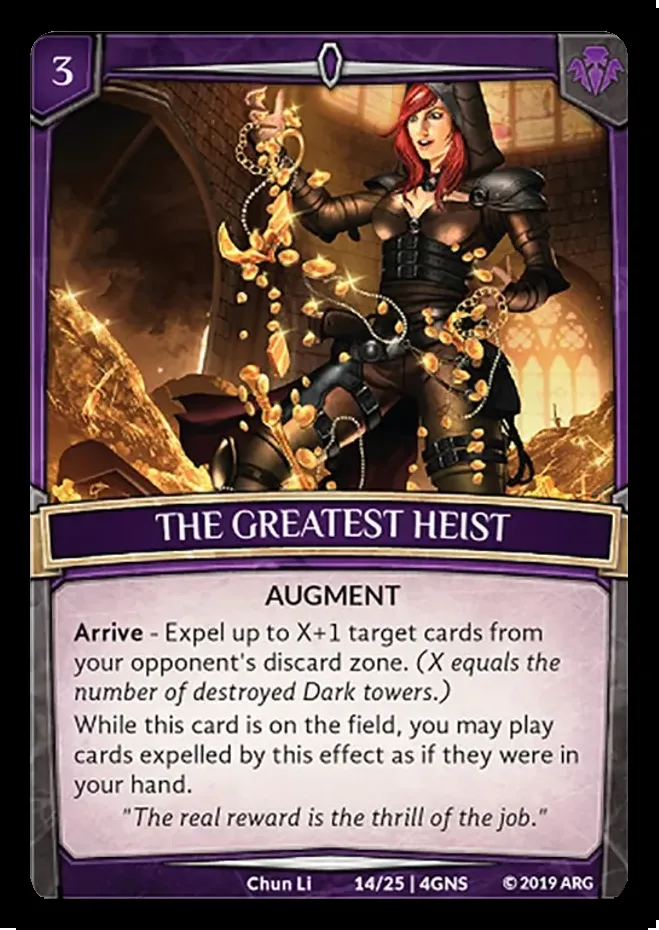 3
THE GREATEST HEIST
AUGMENT
Arrive - Expel up to X+1 target cards from
your opponent's discard zone. (X equals the
number of destroyed Dark towers.)
While this card is on the field, you may play
cards expelled by this effect as if they were in
your hand.
"The real reward is the thrill of the job."
Chun Li 14/25 | 4GNS © 2019 ARG